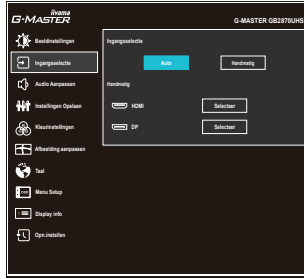 iiyama
G-MASTER
G-MASTER GB2870UHS
Beeldinstellingen
Ingangsselectie
Audio Aanpassen
Instellingen Opslaan
Kleurinstellingen
Afbeelding aanpassen
Taal
OSD
Menu Setup
Display info
Opn.instellen
Ingangsselectie
Auto
Handmatig
Handmatig
HDMI
Selecteer
DP
Selecteer